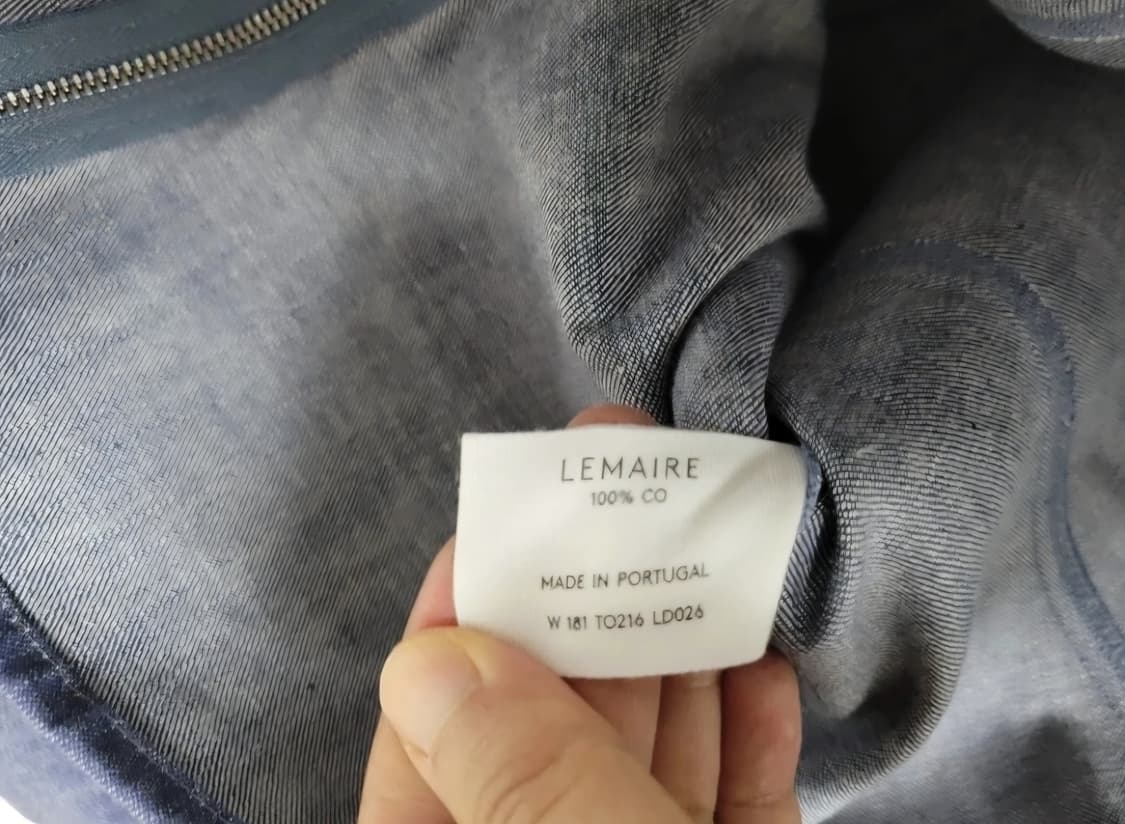 LEMAIRE
100% CO
MADE IN PORTUGAL
W 181 TO216 LD026